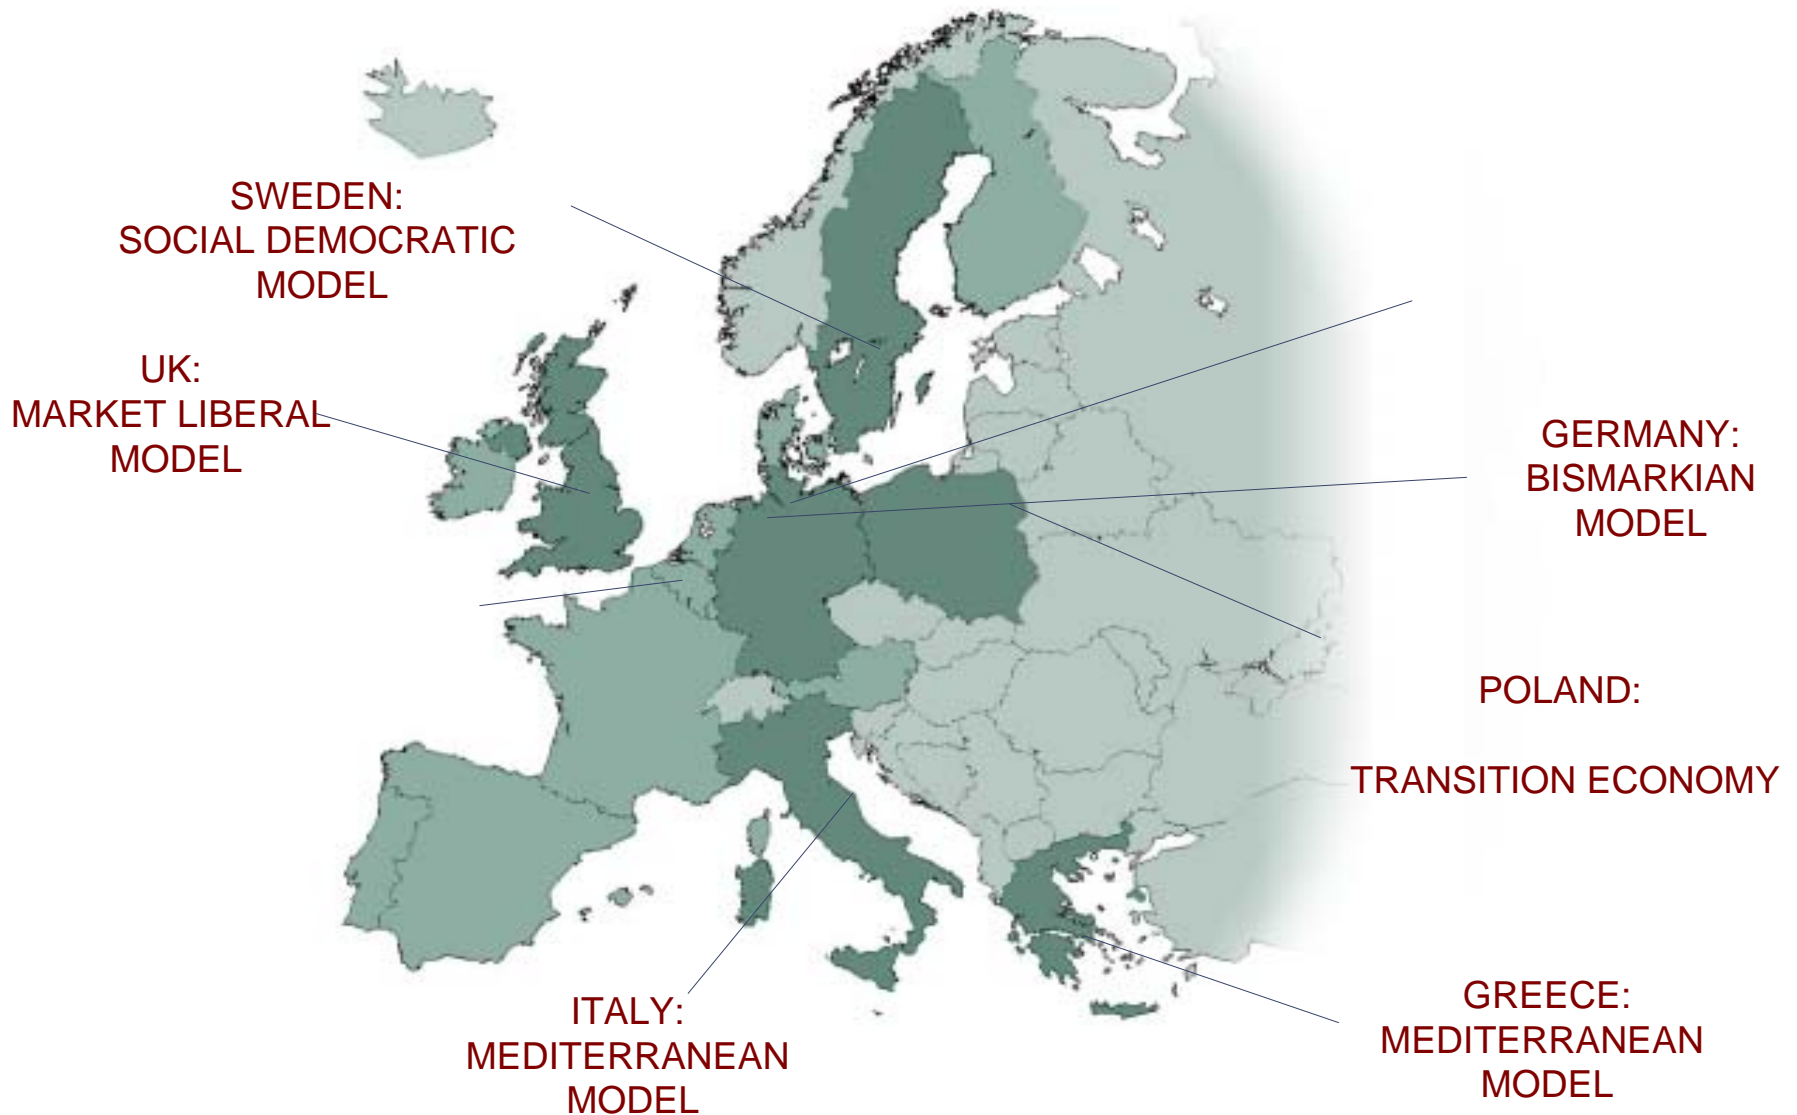 SWEDEN:
SOCIAL DEMOCRATIC
MODEL
UK:
MARKET LIBERAL
MODEL
GERMANY:
BISMARKIAN
MODEL
POLAND:
TRANSITION ECONOMY
ITALY:
MEDITERRANEAN
MODEL
GREECE:
MEDITERRANEAN
MODEL